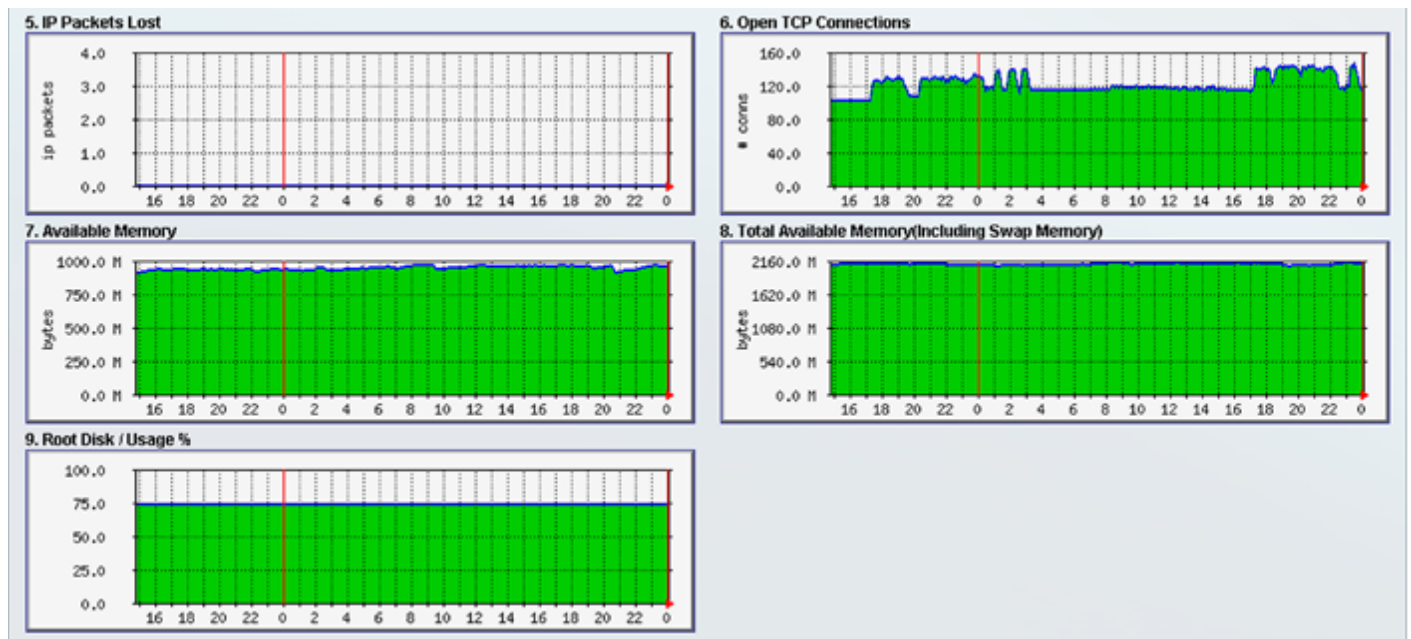 5. IP Packets Lost
4.0
3.0
2.0
1.0
0.0
ip packets
16 18 20 22 0 2 4 6 8 10 12 14 16 18 20 22 0
6. Open TCP Connections
160.0
120.0
80.0
40.0
0.0
# conns
16 18 20 22 0 2 4 6 8 10 12 14 16 18 20 22 0
7. Available Memory
1000.0 M
750.0 M
500.0 M
250.0 M
0.0 M
bytes
16 18 20 22 0 2 4 6 8 10 12 14 16 18 20 22 0
8. Total Available Memory(Including Swap Memory)
2160.0 M
1620.0 M
1080.0 M
540.0 M
0.0 M
bytes
16 18 20 22 0 2 4 6 8 10 12 14 16 18 20 22 0
9. Root Disk / Usage %
100.0
75.0
50.0
25.0
0.0
16 18 20 22 0 2 4 6 8 10 12 14 16 18 20 22 0